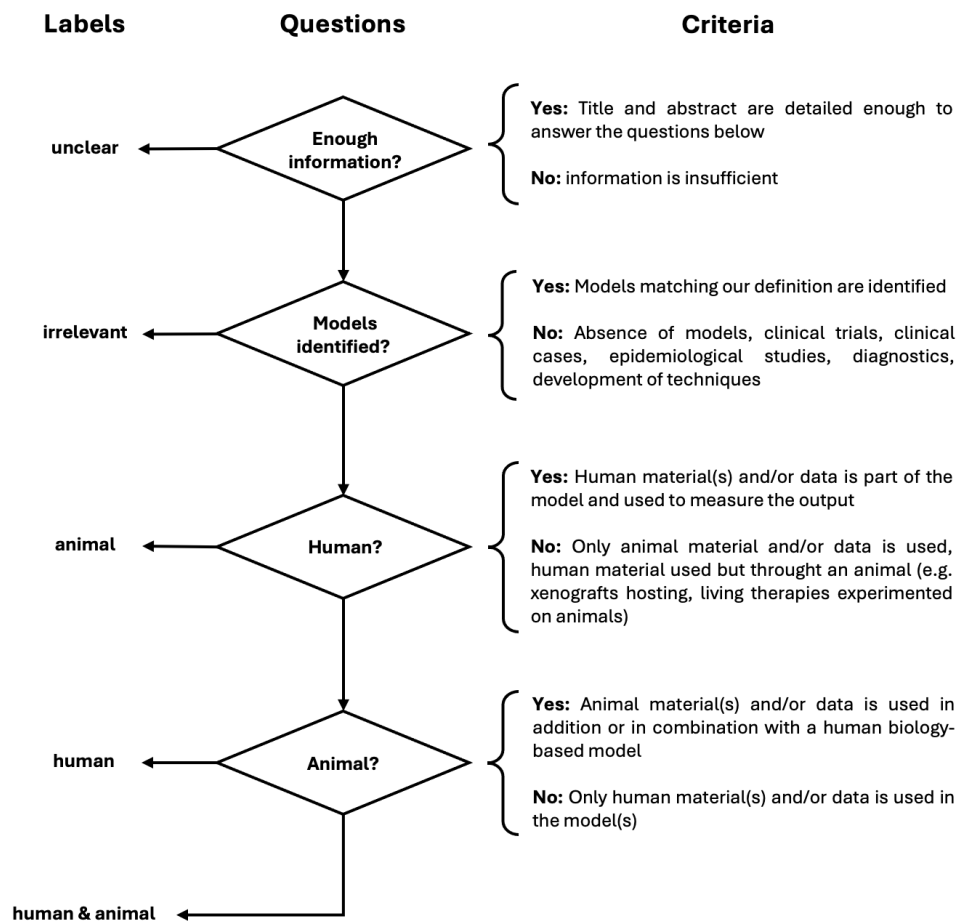 Labels
Questions
Criteria
unclear
Enough
information?
Yes: Title and abstract are detailed enough to
answer the questions below
No: information is insufficient
irrelevant
Models
identified?
Yes: Models matching our definition are identified
No: Absence of models, clinical trials, clinical
cases, epidemiological studies, diagnostics,
development of techniques
animal
Human?
Yes: Human material(s) and/or data is part of the
model and used to measure the output
No: Only animal material and/or data is used,
human material used but throught an animal (e.g.
xenografts hosting, living therapies experimented
on animals)
human
Animal?
Yes: Animal material(s) and/or data is used in
addition or in combination with a human biology-
based model
No: Only human material(s) and/or data is used in
the model(s)
human & animal